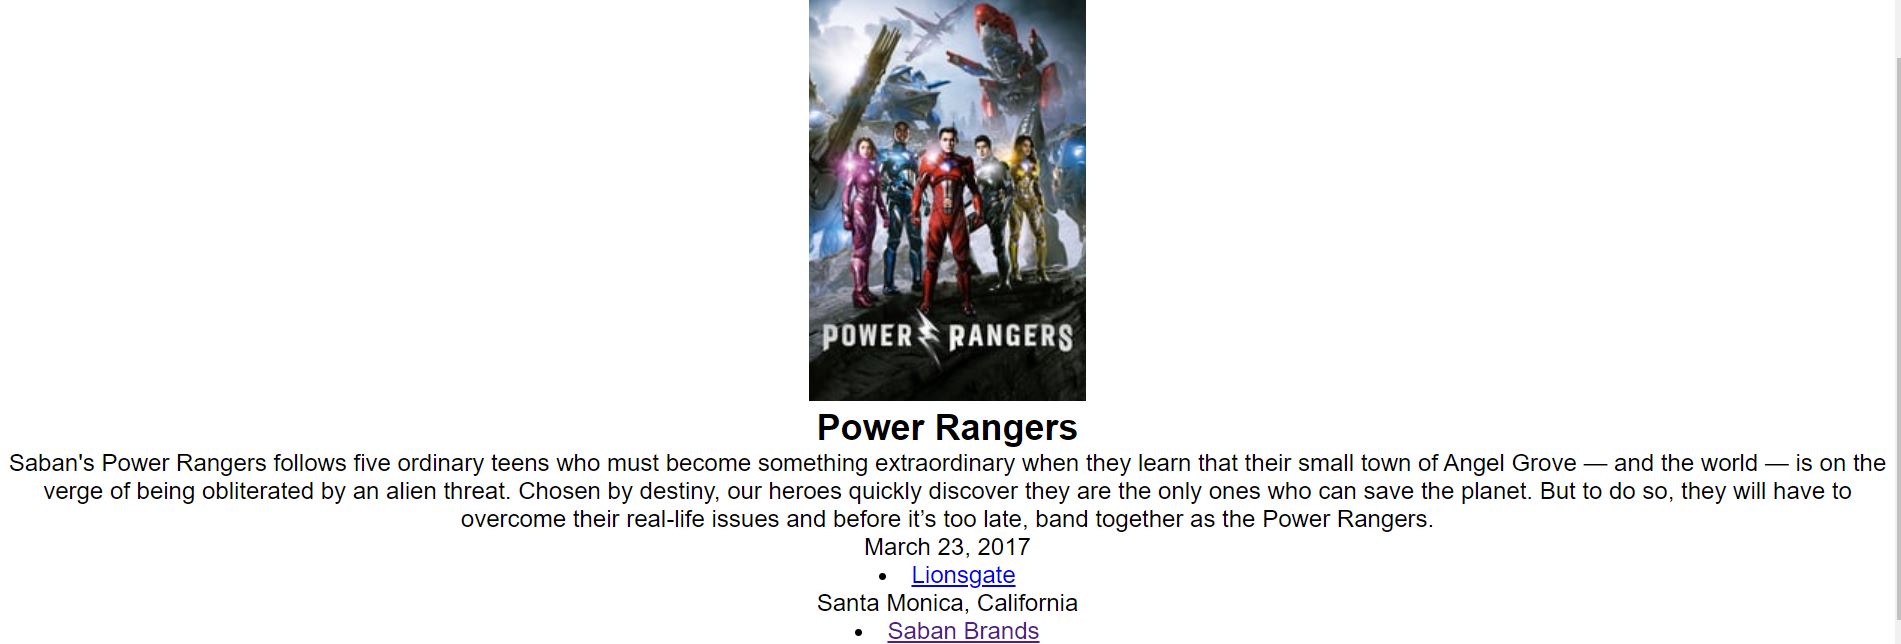 POWER RANGERS
Power Rangers
Saban's Power Rangers follows five ordinary teens who must become something extraordinary when they learn that their small town of Angel Grove — and the world — is on the
verge of being obliterated by an alien threat. Chosen by destiny, our heroes quickly discover they are the only ones who can save the planet. But to do so, they will have to
overcome their real-life issues and before it’s too late, band together as the Power Rangers.
March 23, 2017
• Lionsgate
Santa Monica, California
• Saban Brands